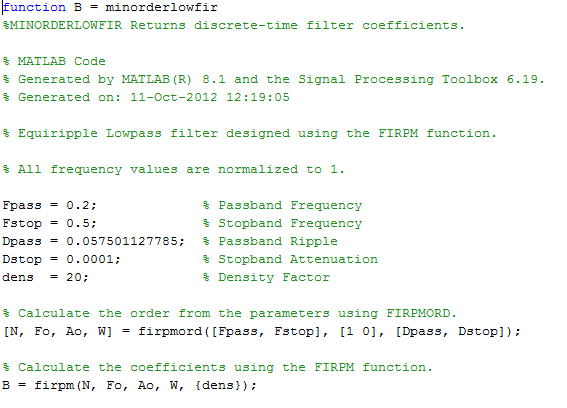 function B = minorderlowfir
%MINORDERLOWFIR Returns discrete-time filter coefficients.
% MATLAB Code
% Generated by MATLAB(R) 8.1 and the Signal Processing Toolbox 6.19.
% Generated on: 11-Oct-2012 12:19:05
% Equiripple Lowpass filter designed using the FIRPM function.
% All frequency values are normalized to 1.
Fpass = 0.2;             % Passband Frequency
Fstop = 0.5;             % Stopband Frequency
Dpass = 0.057501127785;  % Passband Ripple
Dstop = 0.0001;          % Stopband Attenuation
dens  = 20;              % Density Factor
% Calculate the order from the parameters using FIRPMORD.
[N, Fo, Ao, W] = firpmord([Fpass, Fstop], [1 0], [Dpass, Dstop]);
% Calculate the coefficients using the FIRPM function.
B = firpm(N, Fo, Ao, W, {dens});